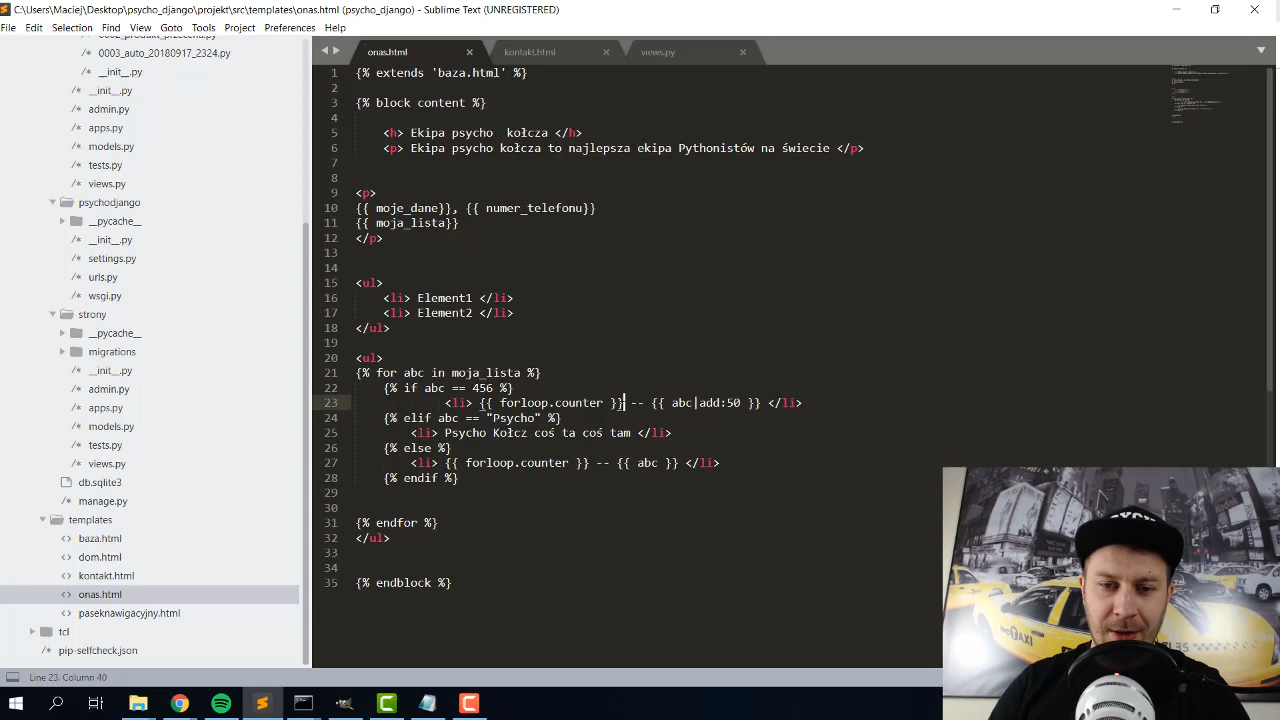 C:\Users\Maciej\Desktop\psycho_django\projekt\src\templates\onas.html (psycho_django) - Sublime Text (UNREGISTERED)
File Edit Selection Find View Goto Tools Project Preferences Help
0003_auto_20180917_2324.py
__init__.py
__init__.py
admin.py
apps.py
models.py
tests.py
views.py
psychodjango
__pycache__
__init__.py
settings.py
urls.py
wsgi.py
strony
__pycache__
migrations
__init__.py
admin.py
apps.py
models.py
tests.py
views.py
db.sqlite3
manage.py
templates
baza.html
dom.html
kontakt.html
onas.html
paseknawigacyjny.html
tcl
pip-selfcheck.json
onas.html kontakt.html views.py
1 {% extends 'baza.html' %}
2
3 {% block content %}
4
5 <h> Ekipa psycho  kołcza </h>
6 <p> Ekipa psycho kołcza to najlepsza ekipa Pythonistów na świecie </p>
7
8
9 <p>
10 {{ moje_dane}}, {{ numer_telefonu}}
11 {{ moja_lista}}
12 </p>
13
14
15 <ul>
16 <li> Element1 </li>
17 <li> Element2 </li>
18 </ul>
19
20 <ul>
21 {% for abc in moja_lista %}
22 {% if abc == 456 %}
23 <li> {{ forloop.counter }} -- {{ abc|add:50 }} </li>
24 {% elif abc == "Psycho" %}
25 <li> Psycho Kołcz coś ta coś tam </li>
26 {% else %}
27 <li> {{ forloop.counter }} -- {{ abc }} </li>
28 {% endif %}
29
30
31 {% endfor %}
32 </ul>
33
34
35 {% endblock %}
Line 23, Column 40